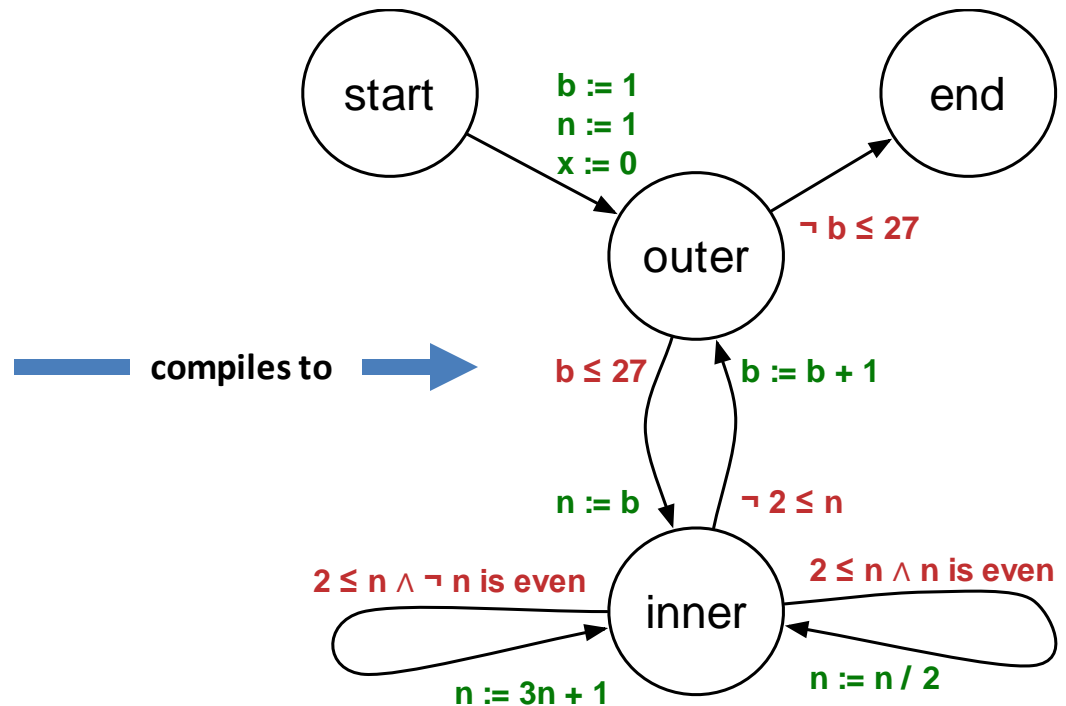 start
b := 1
n := 1
x := 0
end
outer
¬ b ≤ 27
compiles to
b ≤ 27
b := b + 1
n := b
¬ 2 ≤ n
2 ≤ n ∧ ¬ n is even
2 ≤ n ∧ n is even
inner
n := 3n + 1
n := n / 2